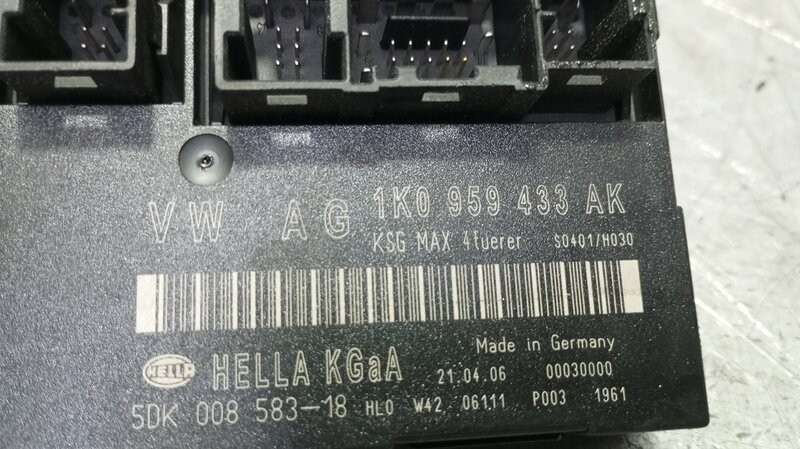 VW AG 1K0 959 433 AK
KSG MAX 4tuerer S0401/H030
Made in Germany
HELLA HELLA KGaA 21.04.06 00030000
5DK 008 583-18 HL0 W42 06111 P003 1961